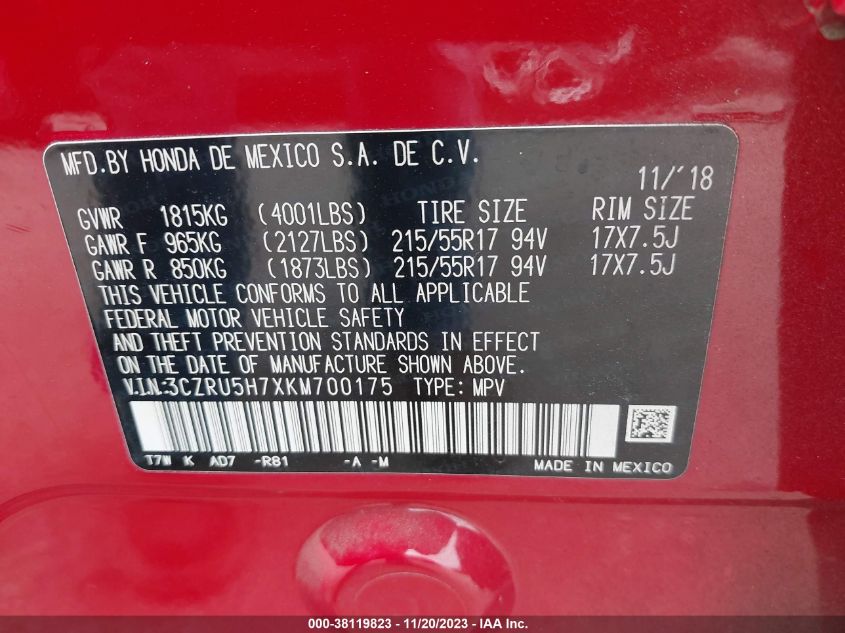 MFD.BY HONDA DE MEXICO S.A. DE C.V.
11/'18
GVWR 1815KG (4001LBS) TIRE SIZE RIM SIZE
GAWR F 965KG (2127LBS) 215/55R17 94V 17X7.5J
GAWR R 850KG (1873LBS) 215/55R17 94V 17X7.5J
THIS VEHICLE CONFORMS TO ALL APPLICABLE
FEDERAL MOTOR VEHICLE SAFETY
AND THEFT PREVENTION STANDARDS IN EFFECT
ON THE DATE OF MANUFACTURE SHOWN ABOVE.
V.I.N.:3CZRU5H7XKM700175 TYPE: MPV
T7W K AD7 -R81 -A -M MADE IN MEXICO
000-38119823 - 11/20/2023 - IAA Inc.